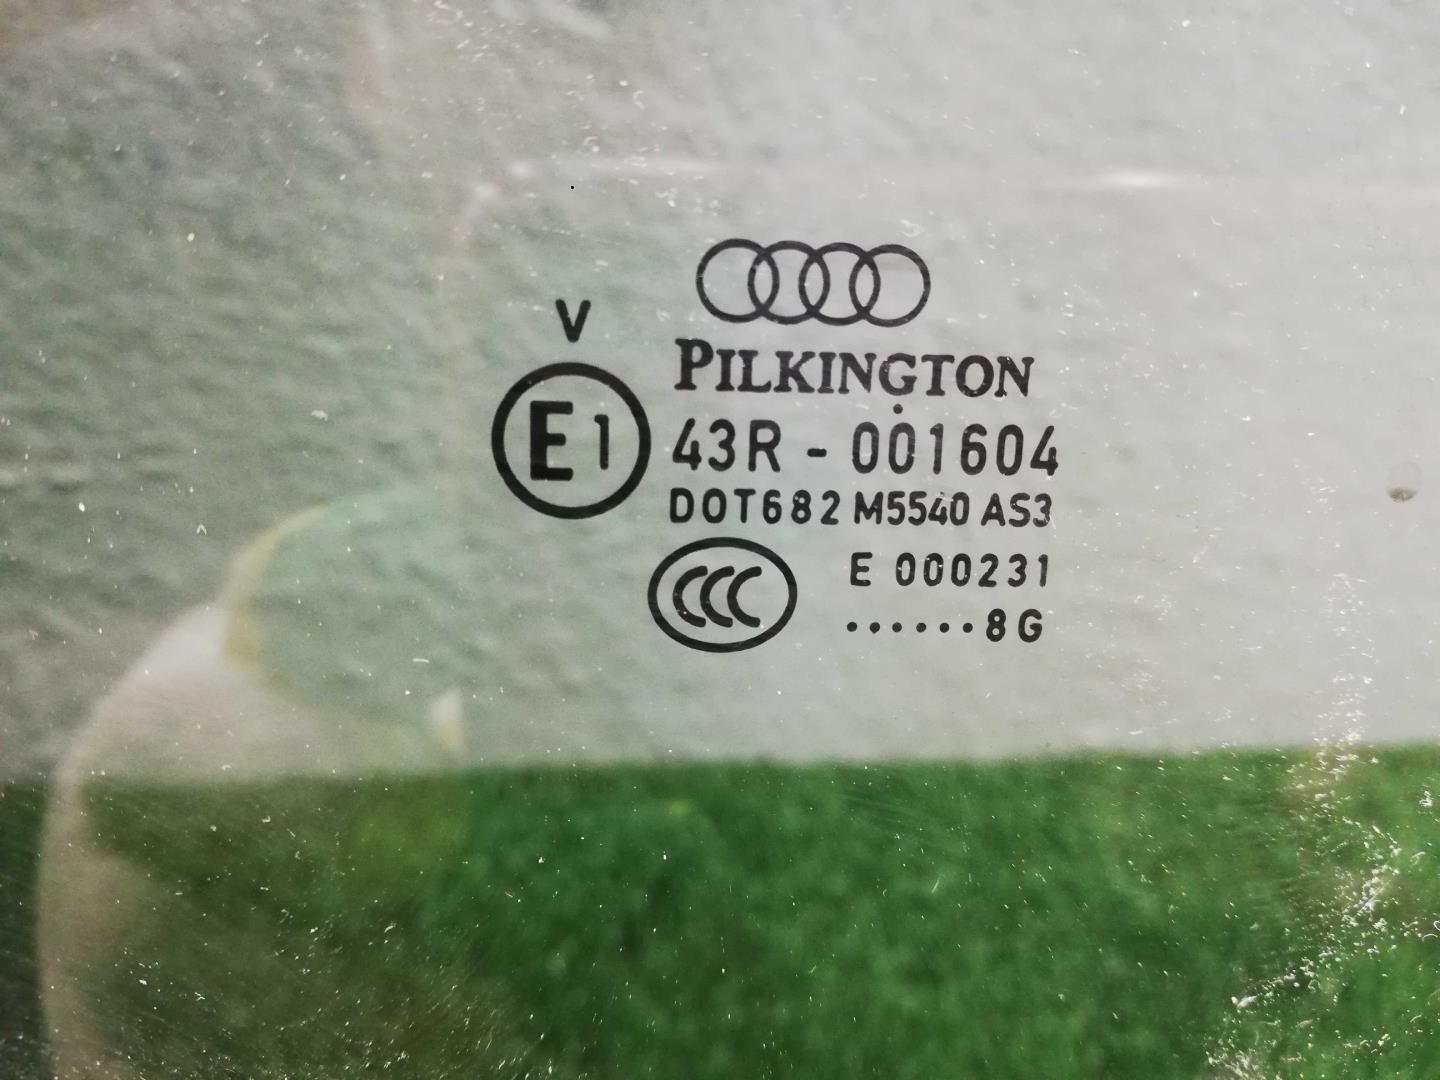 V
PILKINGTON
E1 43R - 001604
DOT682 M5540 AS3
CCC E 000231
······8G